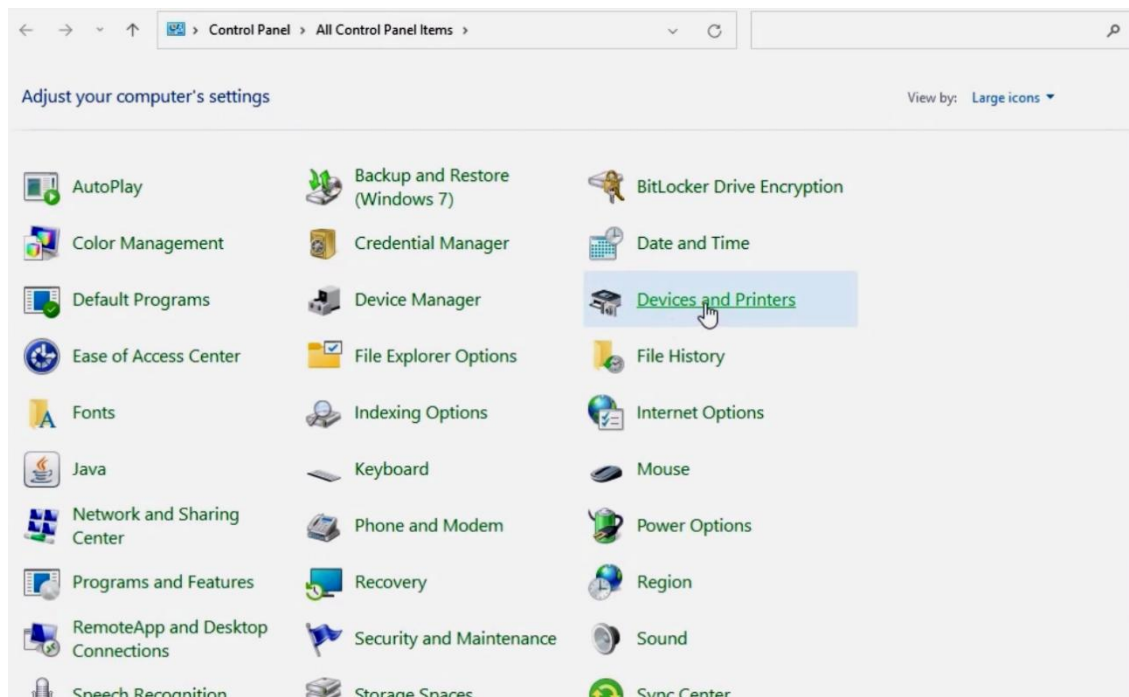 Control Panel > All Control Panel Items >
Adjust your computer's settings
View by: Large icons
AutoPlay
Backup and Restore
(Windows 7)
BitLocker Drive Encryption
Color Management
Credential Manager
Date and Time
Default Programs
Device Manager
Devices and Printers
Ease of Access Center
File Explorer Options
File History
Fonts
Indexing Options
Internet Options
Java
Keyboard
Mouse
Network and Sharing
Center
Phone and Modem
Power Options
Programs and Features
Recovery
Region
RemoteApp and Desktop
Connections
Security and Maintenance
Sound
Speech Recognition
Storage Spaces
Sync Center